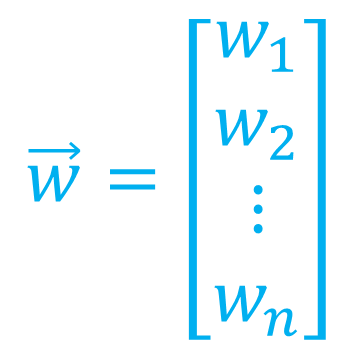 w⃗ = [w₁
w₂
⋮
wₙ]